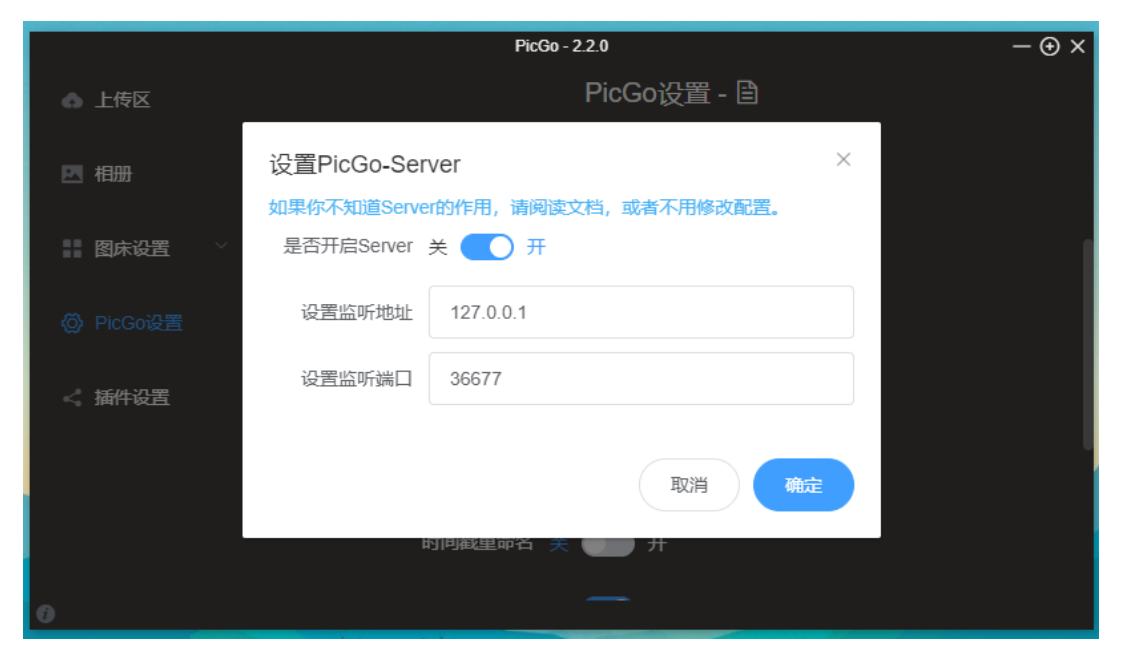 PicGo - 2.2.0
PicGo设置 -
上传区
相册
图床设置
PicGo设置
插件设置
设置PicGo-Server
如果你不知道Server的作用，请阅读文档，或者不用修改配置。
是否开启Server 关 开
设置监听地址 127.0.0.1
设置监听端口 36677
取消 确定
时间戳重命名 关 开